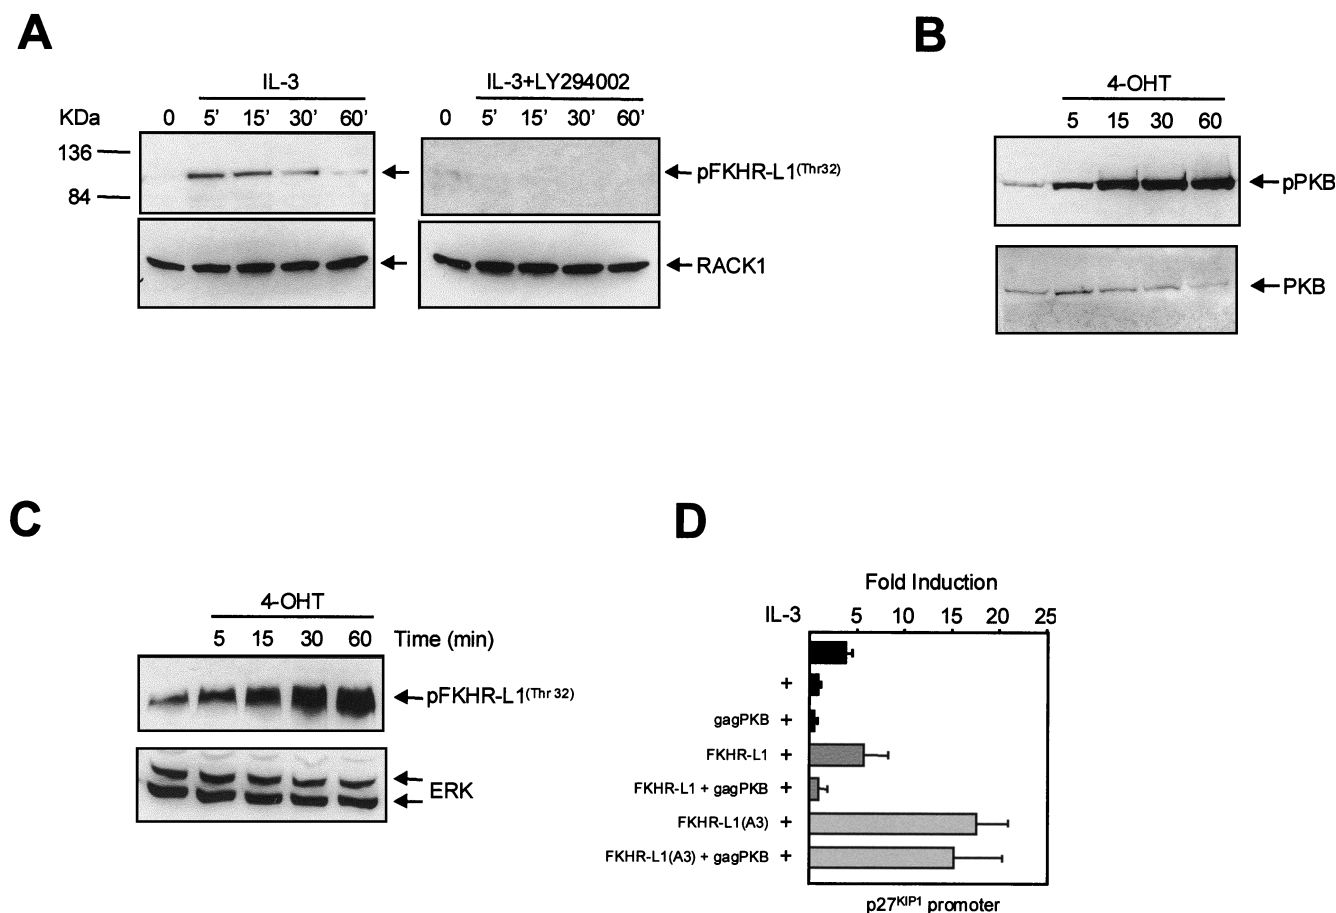 A
IL-3
IL-3+LY294002
KDa
0 5’ 15’ 30’ 60’
0 5’ 15’ 30’ 60’
136
84
pFKHR-L1(Thr32)
RACK1
B
4-OHT
5 15 30 60
pPKB
PKB
C
4-OHT
5 15 30 60 Time (min)
pFKHR-L1(Thr 32)
ERK
D
Fold Induction
IL-3 5 10 15 20 25
+
gagPKB +
FKHR-L1 +
FKHR-L1 + gagPKB +
FKHR-L1(A3) +
FKHR-L1(A3) + gagPKB +
p27KIP1 promoter